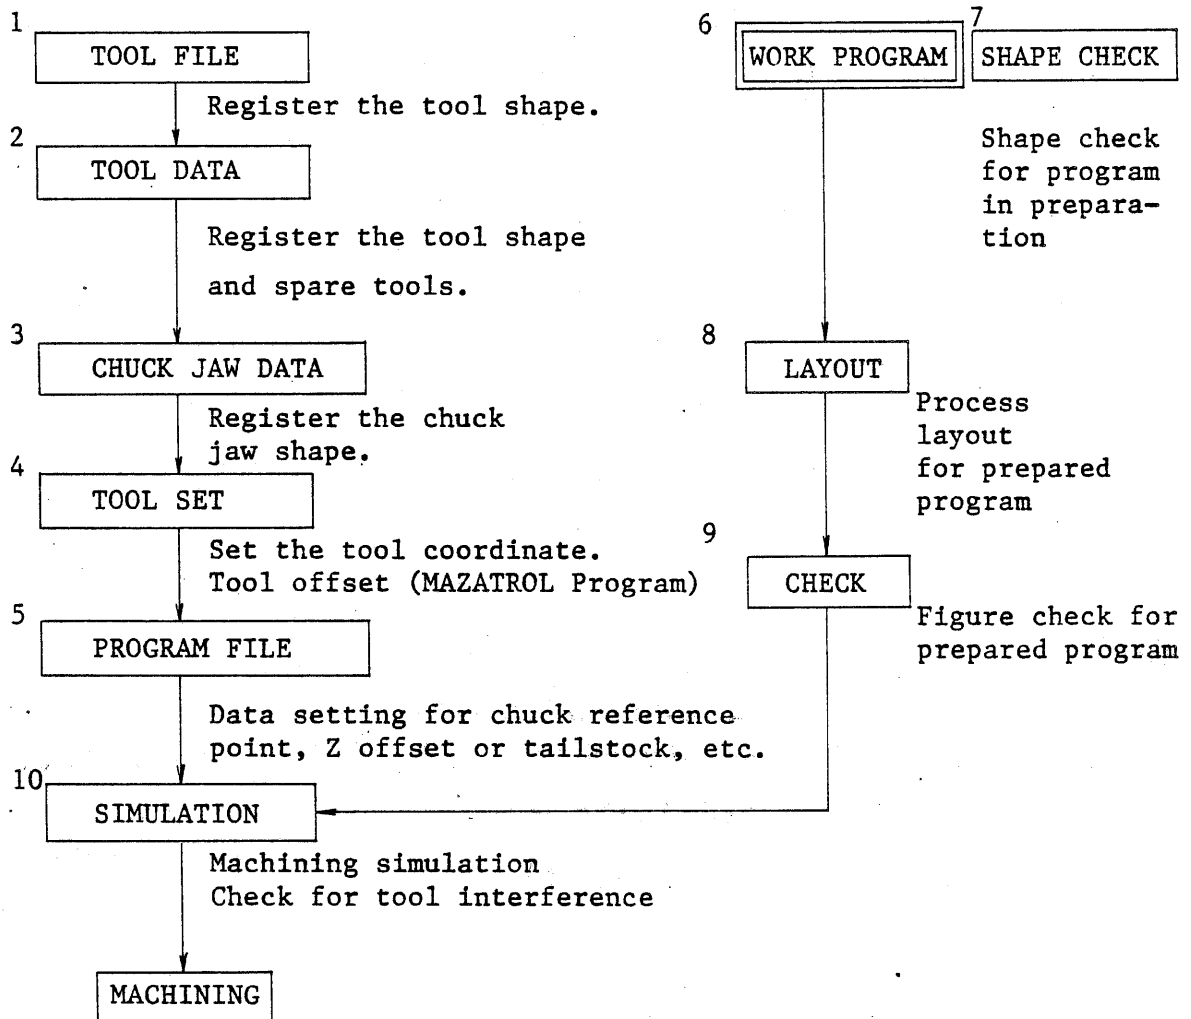 1
TOOL FILE
Register the tool shape.
2
TOOL DATA
Register the tool shape
and spare tools.
3
CHUCK JAW DATA
Register the chuck
jaw shape.
4
TOOL SET
Set the tool coordinate.
Tool offset (MAZATROL Program)
5
PROGRAM FILE
Data setting for chuck reference
point, Z offset or tailstock, etc.
6
WORK PROGRAM
7
SHAPE CHECK
Shape check
for program
in prepara-
tion
8
LAYOUT
Process
layout
for prepared
program
9
CHECK
Figure check for
prepared program
10
SIMULATION
Machining simulation
Check for tool interference
MACHINING